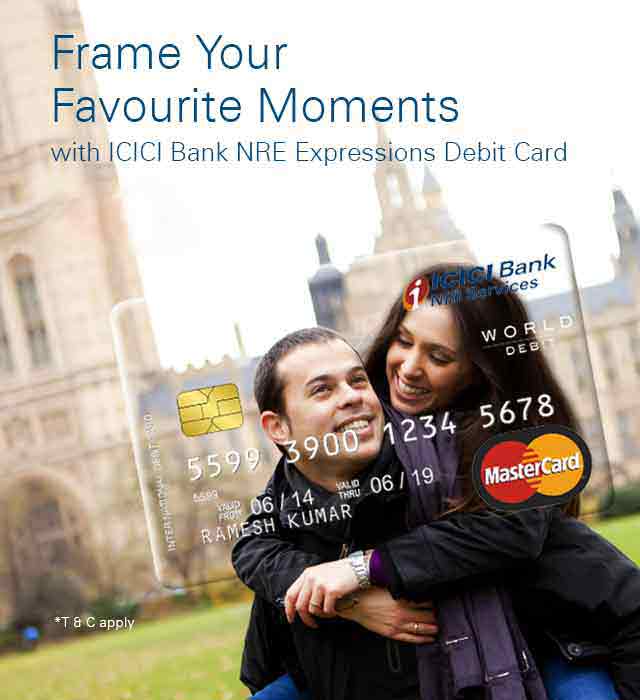 Frame Your
Favourite Moments
with ICICI Bank NRE Expressions Debit Card
i ICICI Bank
NRI Services
WORLD
DEBIT
INTERNATIONAL DEBIT CARD
5599 3900 1234 5678
5599
VALID FROM 06/14 VALID THRU 06/19
RAMESH KUMAR
MasterCard
*T & C apply